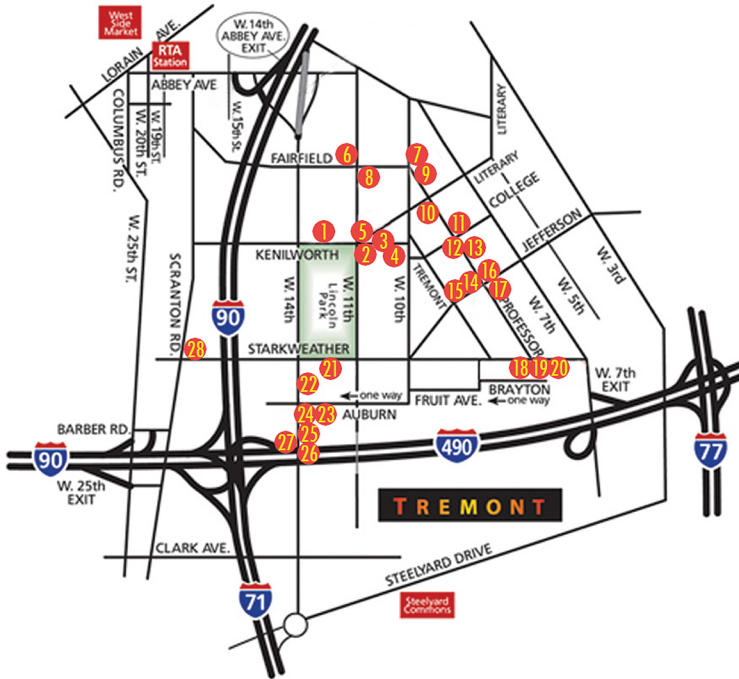 West
Side
Market
LORAIN AVE.
W. 14th
ABBEY AVE.
EXIT
RTA
Station
ABBEY AVE
COLUMBUS RD.
W. 20th ST.
W. 19th St.
W. 15th St.
LITERARY
FAIRFIELD
6
7
8
9
LITERARY
COLLEGE
JEFFERSON
10
11
12
13
1
5
3
2
4
KENILWORTH
W. 25th ST.
SCRANTON RD.
W. 14th
Lincoln
Park
W. 11th
W. 10th
TREMONT
14
15
16
17
PROFESSOR
W. 7th
W. 5th
W. 3rd
90
28
STARKWEATHER
21
22
18
19
20
BRAYTON
one way
FRUIT AVE.
one way
W. 7th
EXIT
AUBURN
24
23
25
26
27
BARBER RD.
90
490
77
W. 25th
EXIT
TREMONT
CLARK AVE.
STEELYARD DRIVE
71
Steelyard
Commons